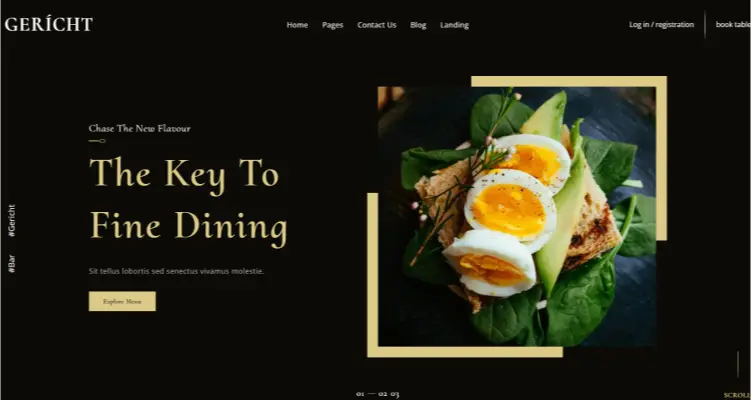 GERÍCHT
Home Pages Contact Us Blog Landing
Log in / registration
book table
Chase The New Flavour
The Key To
Fine Dining
Sit tellus lobortis sed senectus vivamus molestie.
Explore Menu
#Gericht
#Bar
01 — 02 03
SCROLL